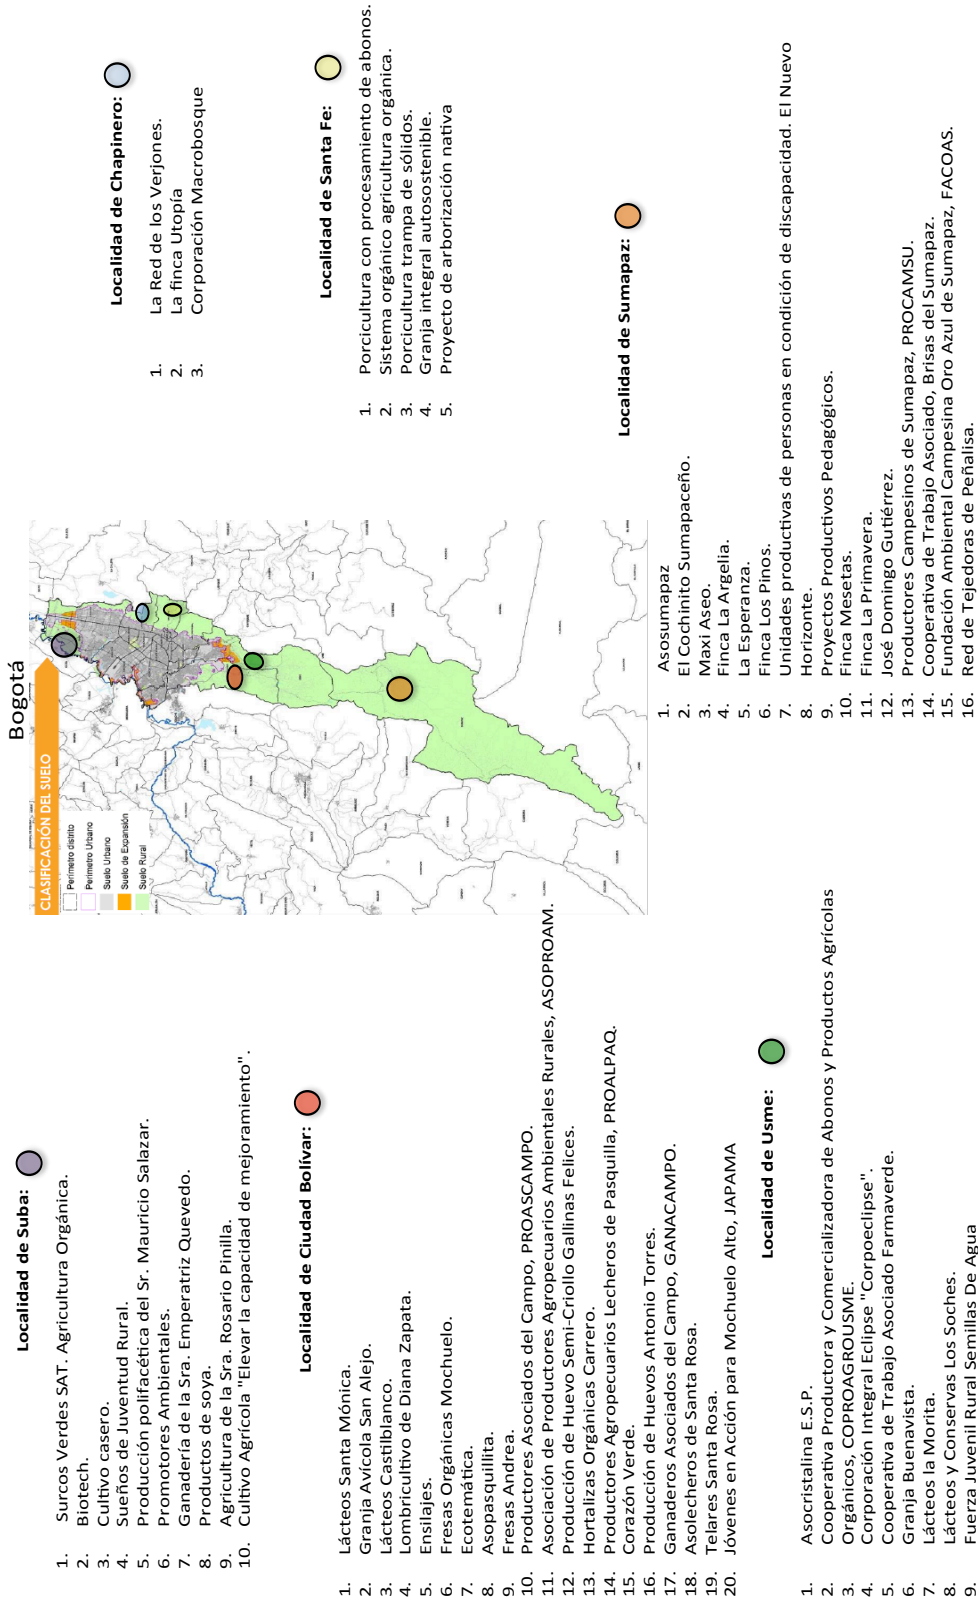 Bogotá
CLASIFICACIÓN DEL SUELO
Perímetro distrito
Perímetro Urbano
Suelo Urbano
Suelo de Expansión
Suelo Rural
Localidad de Suba:
1. Surcos Verdes SAT. Agricultura Orgánica.
2. Biotech.
3. Cultivo casero.
4. Sueños de Juventud Rural.
5. Producción polifacética del Sr. Mauricio Salazar.
6. Promotores Ambientales.
7. Ganadería de la Sra. Emperatriz Quevedo.
8. Productos de soya.
9. Agricultura de la Sra. Rosario Pinilla.
10. Cultivo Agrícola "Elevar la capacidad de mejoramiento".
Localidad de Ciudad Bolívar:
1. Lácteos Santa Mónica.
2. Granja Avícola San Alejo.
3. Lácteos Castilblanco.
4. Lombricultivo de Diana Zapata.
5. Ensilajes.
6. Fresas Orgánicas Mochuelo.
7. Ecotemática.
8. Asopasquillita.
9. Fresas Andrea.
10. Productores Asociados del Campo, PROASCAMPO.
11. Asociación de Productores Agropecuarios Ambientales Rurales, ASOPROAM.
12. Producción de Huevo Semi-Criollo Gallinas Felices.
13. Hortalizas Orgánicas Carrero.
14. Productores Agropecuarios Lecheros de Pasquilla, PROALPAQ.
15. Corazón Verde.
16. Producción de Huevos Antonio Torres.
17. Ganaderos Asociados del Campo, GANACAMPO.
18. Asolecheros de Santa Rosa.
19. Telares Santa Rosa.
20. Jóvenes en Acción para Mochuelo Alto, JAPAMA
Localidad de Usme:
1. Asocristalina E.S.P.
2. Cooperativa Productora y Comercializadora de Abonos y Productos Agrícolas
3. Orgánicos, COPROAGROUSME.
4. Corporación Integral Eclipse "Corpoeclipse".
5. Cooperativa de Trabajo Asociado Farmaverde.
6. Granja Buenavista.
7. Lácteos la Morita.
8. Lácteos y Conservas Los Soches.
9. Fuerza Juvenil Rural Semillas De Agua
Localidad de Chapinero:
1. La Red de los Verjones.
2. La finca Utopía
3. Corporación Macrobosque
Localidad de Santa Fe:
1. Porcicultura con procesamiento de abonos.
2. Sistema orgánico agricultura orgánica.
3. Porcicultura trampa de sólidos.
4. Granja integral autosostenible.
5. Proyecto de arborización nativa
Localidad de Sumapaz:
1. Asosumapaz
2. El Cochinito Sumapaceño.
3. Maxi Aseo.
4. Finca La Argelia.
5. La Esperanza.
6. Finca Los Pinos.
7. Unidades productivas de personas en condición de discapacidad. El Nuevo
8. Horizonte.
9. Proyectos Productivos Pedagógicos.
10. Finca Mesetas.
11. Finca La Primavera.
12. José Domingo Gutiérrez.
13. Productores Campesinos de Sumapaz, PROCAMSU.
14. Cooperativa de Trabajo Asociado, Brisas del Sumapaz.
15. Fundación Ambiental Campesina Oro Azul de Sumapaz, FACOAS.
16. Red de Tejedoras de Peñalisa.